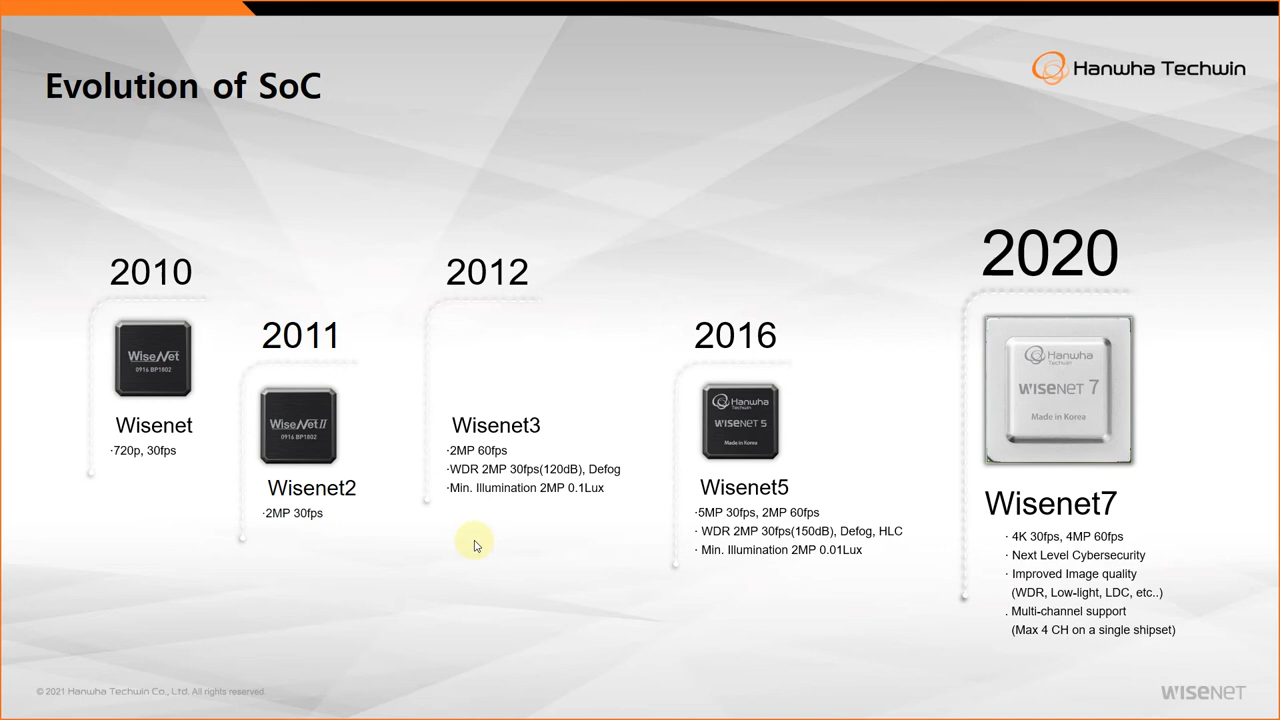 Evolution of SoC
Hanwha Techwin
2010
WiseNet
0916 BP1802
Wisenet
·720p, 30fps
2011
WiseNet II
0916 BP1802
Wisenet2
·2MP 30fps
2012
Wisenet3
·2MP 60fps
·WDR 2MP 30fps(120dB), Defog
·Min. Illumination 2MP 0.1Lux
2016
Hanwha
Techwin
WISENET 5
Made in Korea
Wisenet5
·5MP 30fps, 2MP 60fps
· WDR 2MP 30fps(150dB), Defog, HLC
· Min. Illumination 2MP 0.01Lux
2020
Hanwha
Techwin
WISENET 7
Made in Korea
Wisenet7
· 4K 30fps, 4MP 60fps
· Next Level Cybersecurity
· Improved Image quality
(WDR, Low-light, LDC, etc..)
. Multi-channel support
(Max 4 CH on a single shipset)
© 2021 Hanwha Techwin Co., Ltd. All rights reserved.
WISENET